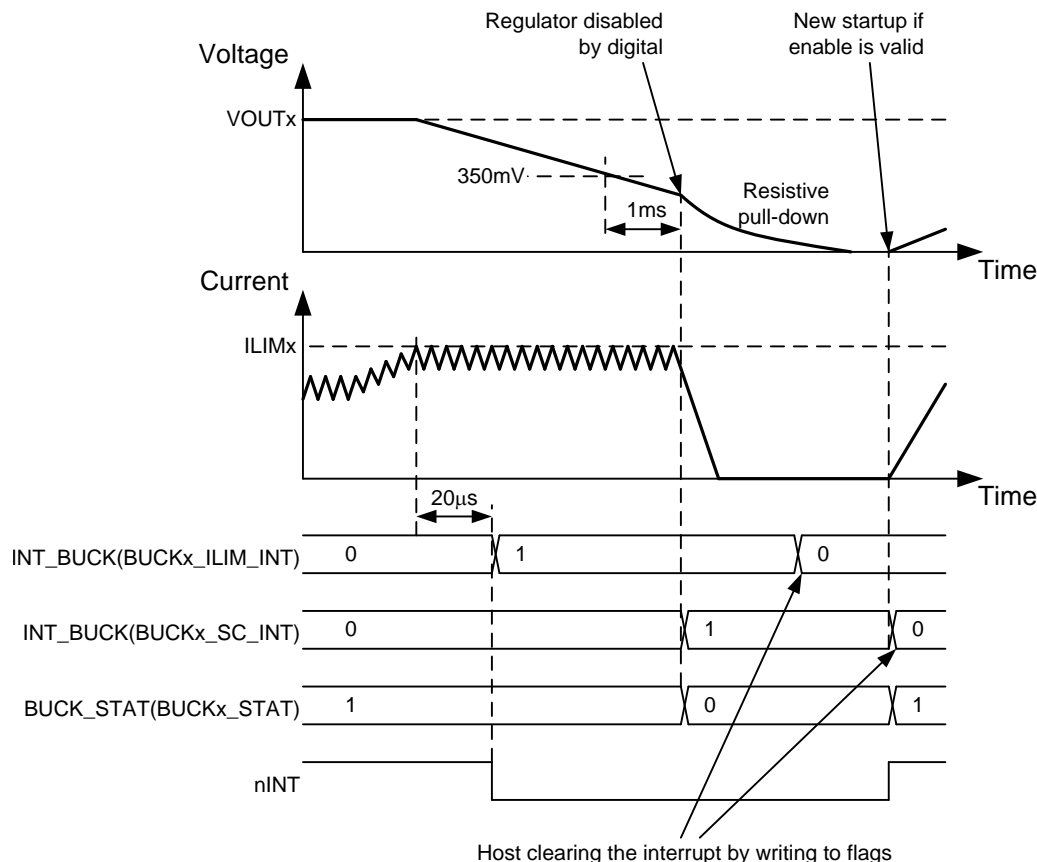 Regulator disabled
by digital
New startup if
enable is valid
Voltage
VOUTx
350mV
1ms
Resistive
pull-down
Time
Current
ILIMx
Time
20μs
INT_BUCK(BUCKx_ILIM_INT)
0
1
0
INT_BUCK(BUCKx_SC_INT)
0
1
0
BUCK_STAT(BUCKx_STAT)
1
0
1
nINT
Host clearing the interrupt by writing to flags